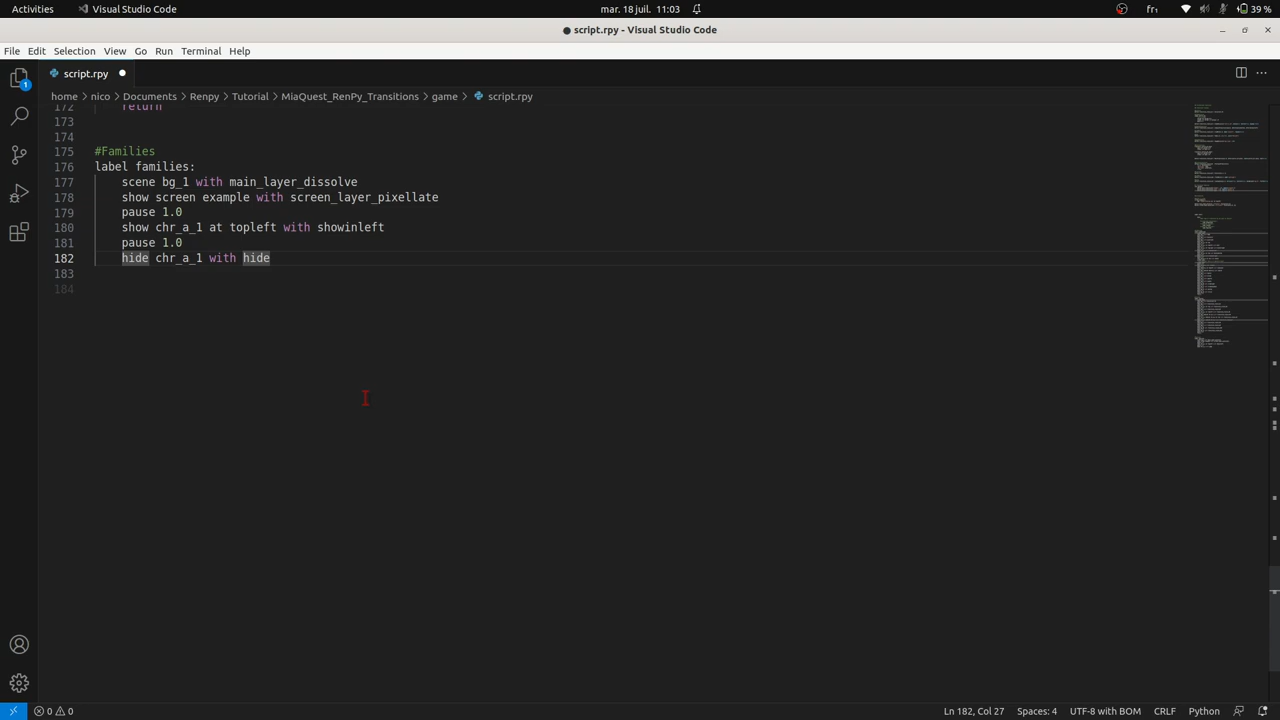 Activities
Visual Studio Code
mar. 18 juil. 11:03
fr₁
39 %
● script.rpy - Visual Studio Code
File Edit Selection View Go Run Terminal Help
script.rpy
home > nico > Documents > Renpy > Tutorial > MiaQuest_RenPy_Transitions > game > script.rpy
172 return
173
174
175 #Families
176 label families:
177 scene bg_1 with main_layer_dissolve
178 show screen example with screen_layer_pixellate
179 pause 1.0
180 show chr_a_1 at topleft with showinleft
181 pause 1.0
182 hide chr_a_1 with hide
183
184
1
0 0
Ln 182, Col 27
Spaces: 4
UTF-8 with BOM
CRLF
Python